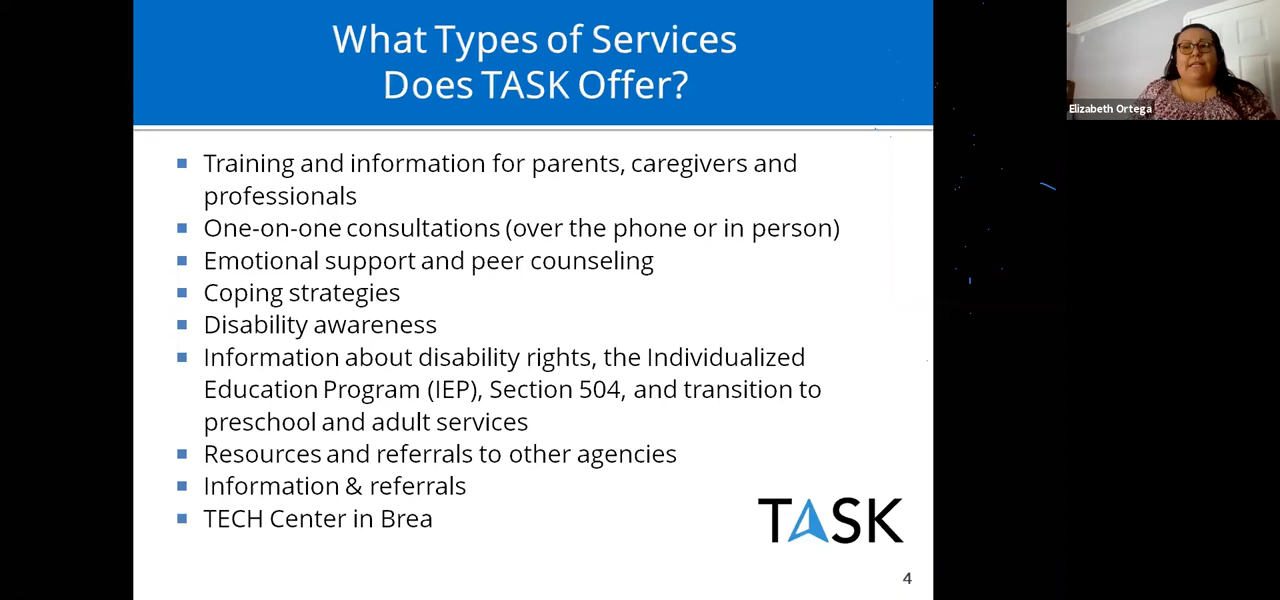 What Types of Services
Does TASK Offer?
Elizabeth Ortega
Training and information for parents, caregivers and
professionals
One-on-one consultations (over the phone or in person)
Emotional support and peer counseling
Coping strategies
Disability awareness
Information about disability rights, the Individualized
Education Program (IEP), Section 504, and transition to
preschool and adult services
Resources and referrals to other agencies
Information & referrals
TECH Center in Brea
TASK
4